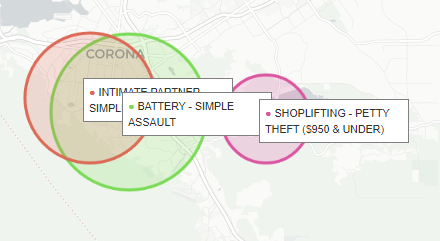 CORONA
● INTIMATE PARTNER
SIMPL
● BATTERY - SIMPLE
ASSAULT
● SHOPLIFTING - PETTY
THEFT ($950 & UNDER)